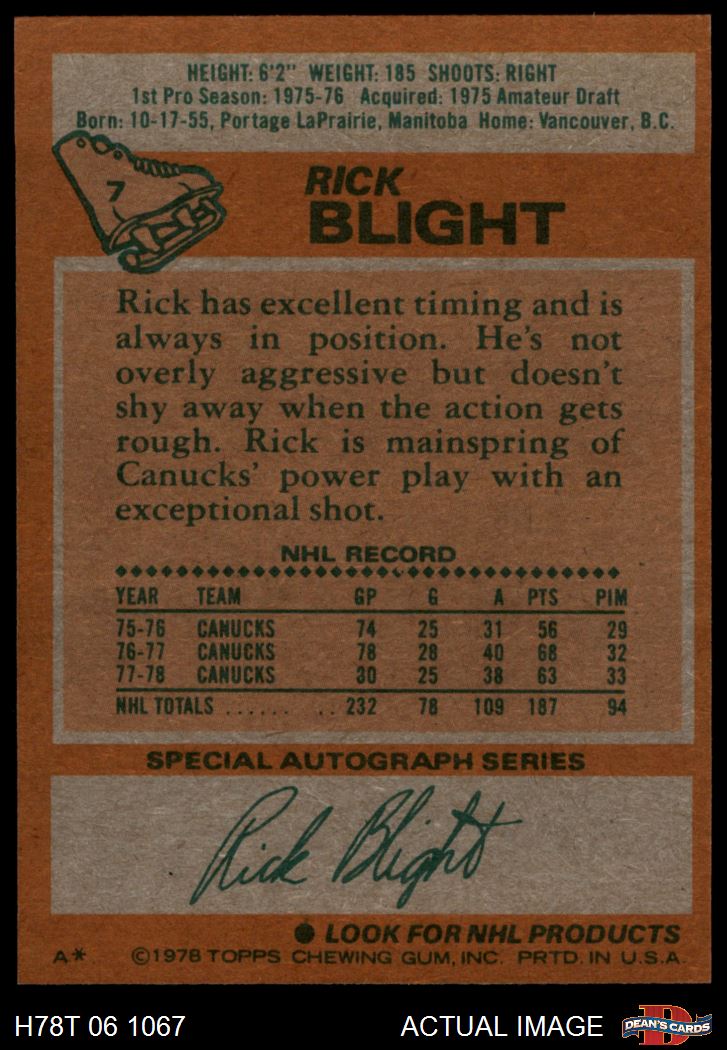 HEIGHT: 6'2" WEIGHT: 185 SHOOTS: RIGHT
1st Pro Season: 1975-76 Acquired: 1975 Amateur Draft
Born: 10-17-55, Portage LaPrairie, Manitoba Home: Vancouver, B.C.
7
RICK
BLIGHT
Rick has excellent timing and is
always in position. He's not
overly aggressive but doesn't
shy away when the action gets
rough. Rick is mainspring of
Canucks' power play with an
exceptional shot.
NHL RECORD
YEAR TEAM GP G A PTS PIM
75-76 CANUCKS 74 25 31 56 29
76-77 CANUCKS 78 28 40 68 32
77-78 CANUCKS 80 25 38 63 33
NHL TOTALS . . . . . . . . 232 78 109 187 94
SPECIAL AUTOGRAPH SERIES
Rick Blight
● LOOK FOR NHL PRODUCTS
A* ©1978 TOPPS CHEWING GUM, INC. PRTD. IN U.S.A.
H78T 06 1067 ACTUAL IMAGE D DEAN'S CARDS